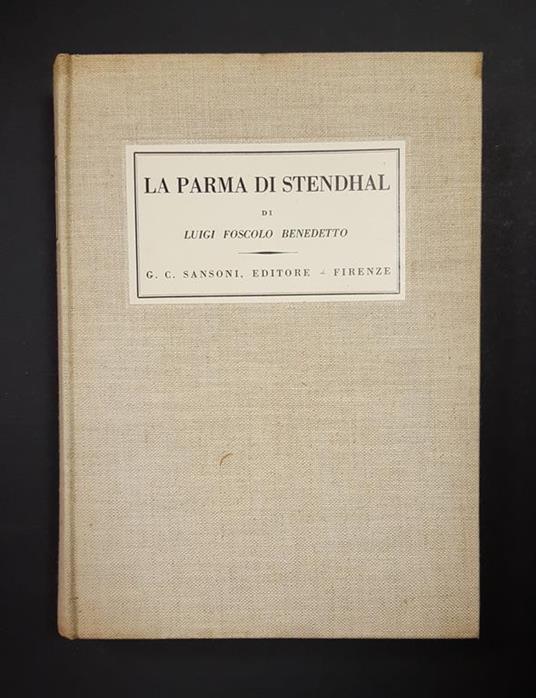 LA PARMA DI STENDHAL
DI
LUIGI FOSCOLO BENEDETTO
G. C. SANSONI, EDITORE - FIRENZE